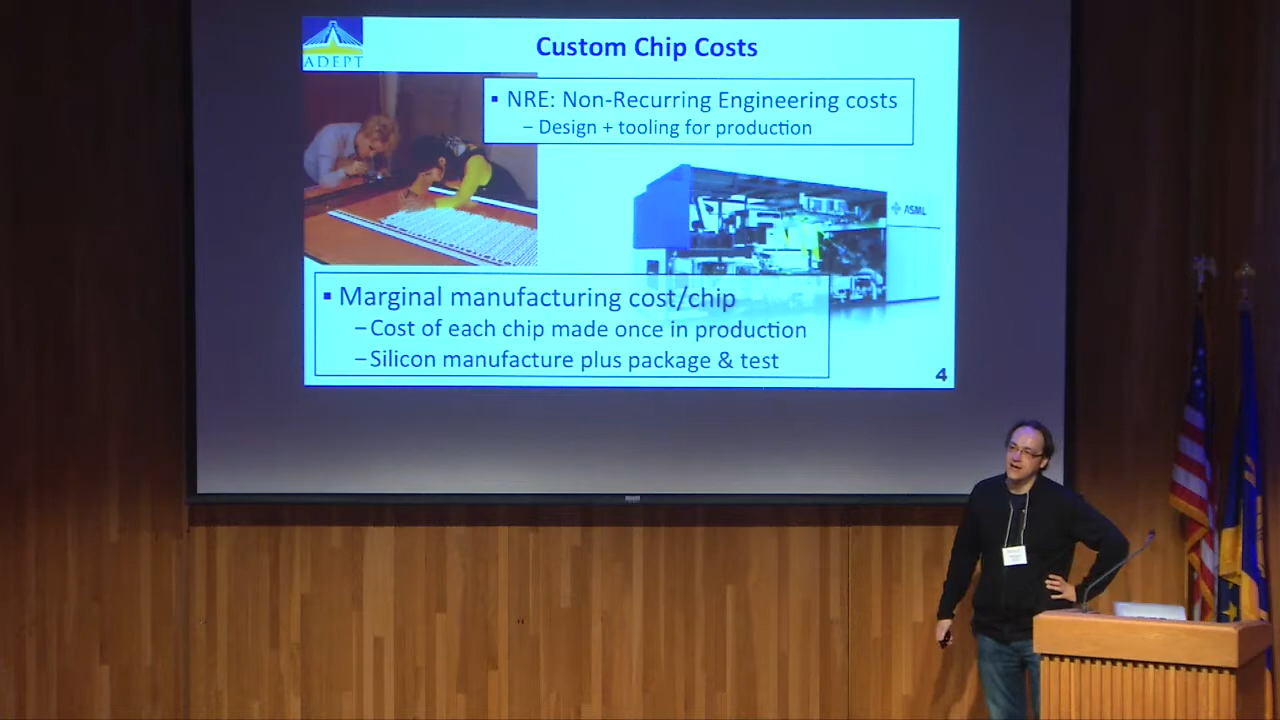 ADEPT
Custom Chip Costs
▪ NRE: Non-Recurring Engineering costs
– Design + tooling for production
ASML
▪ Marginal manufacturing cost/chip
– Cost of each chip made once in production
– Silicon manufacture plus package & test
4